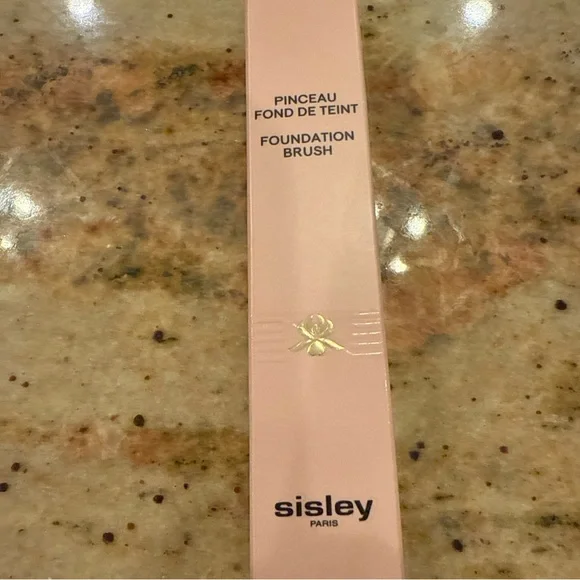 PINCEAU
FOND DE TEINT
FOUNDATION
BRUSH
sisley
PARIS